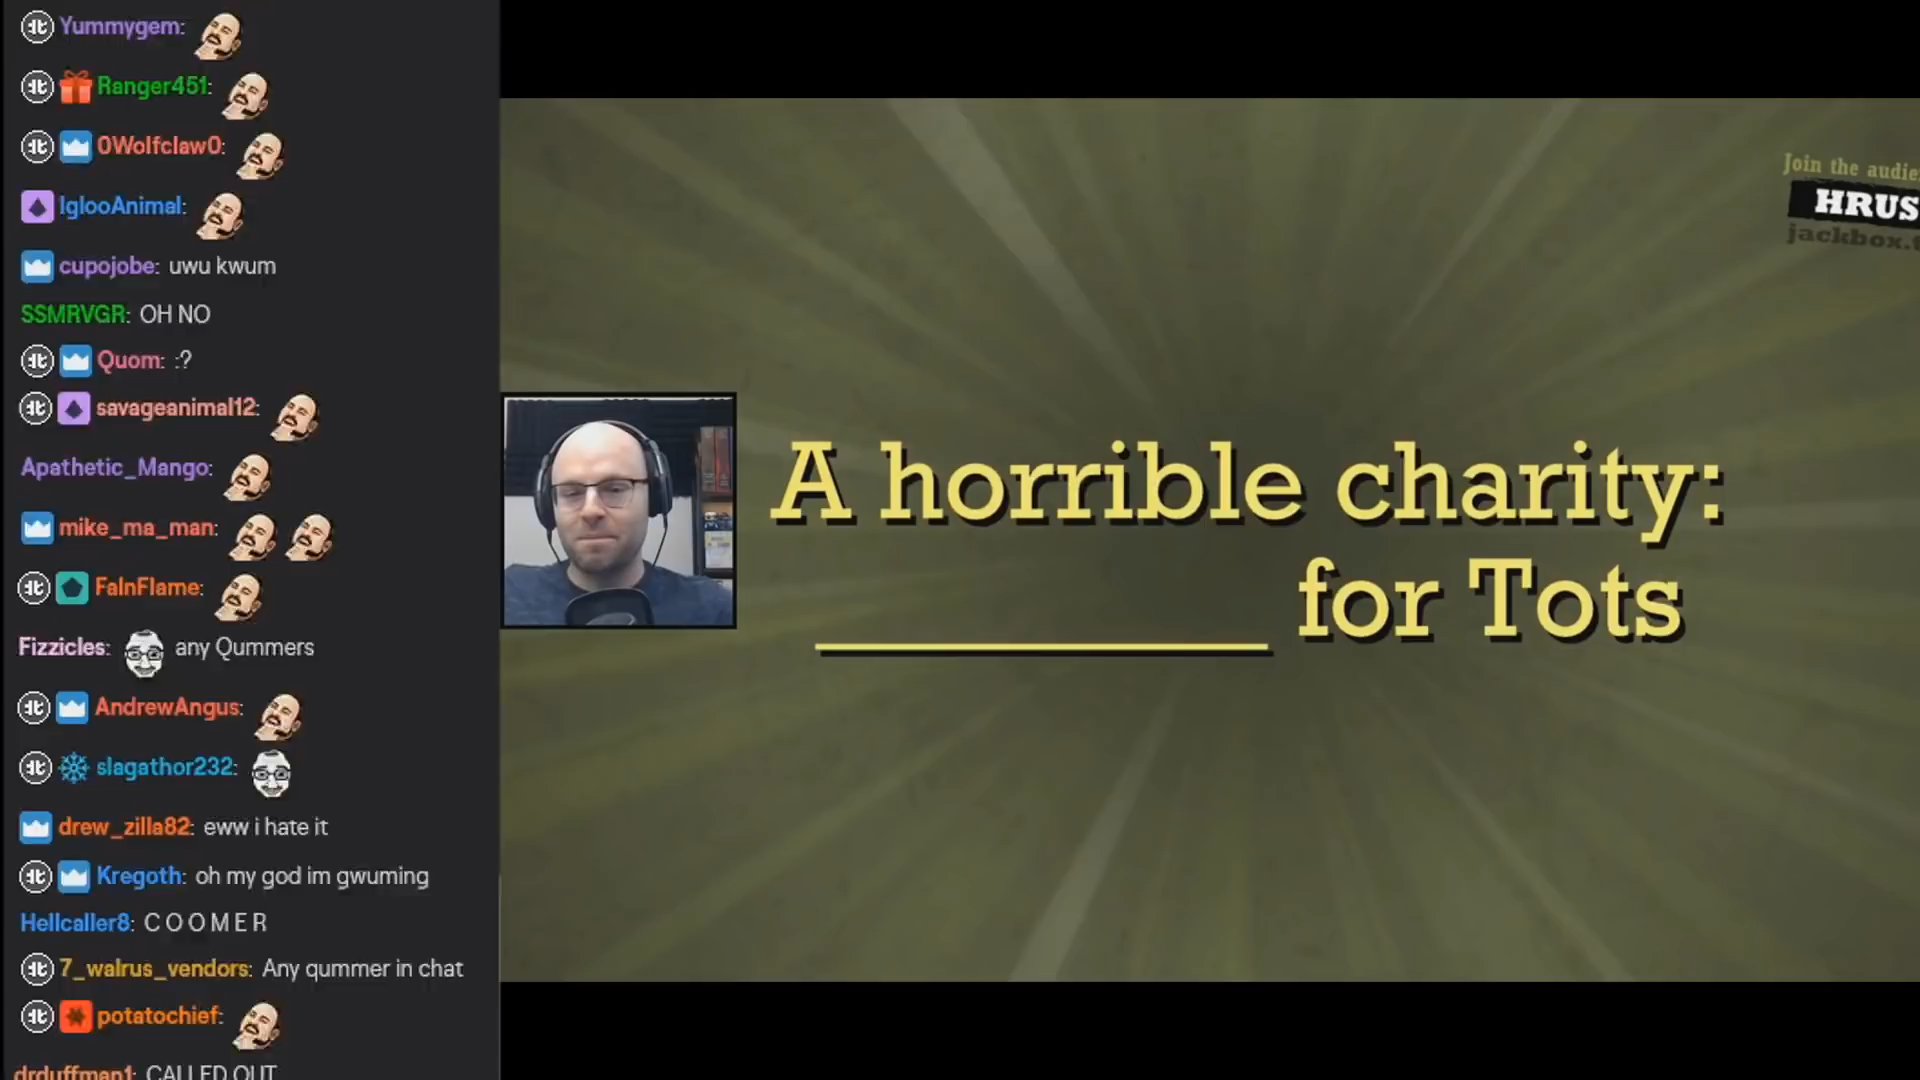 Yummygem:
Ranger451:
0Wolfclaw0:
IglooAnimal:
cupojobe: uwu kwum
SSMRVGR: OH NO
Quom: :?
savageanimal12:
Apathetic_Mango:
mike_ma_man:
FalnFlame:
Fizzicles: any Qummers
AndrewAngus:
slagathor232:
drew_zilla82: eww i hate it
Kregoth: oh my god im gwuming
Hellcaller8: C O O M E R
7_walrus_vendors: Any qummer in chat
potatochief:
drduffman1: CALLED OUT
A horrible charity:
__________ for Tots
Join the audie
HRUS
jackbox.t